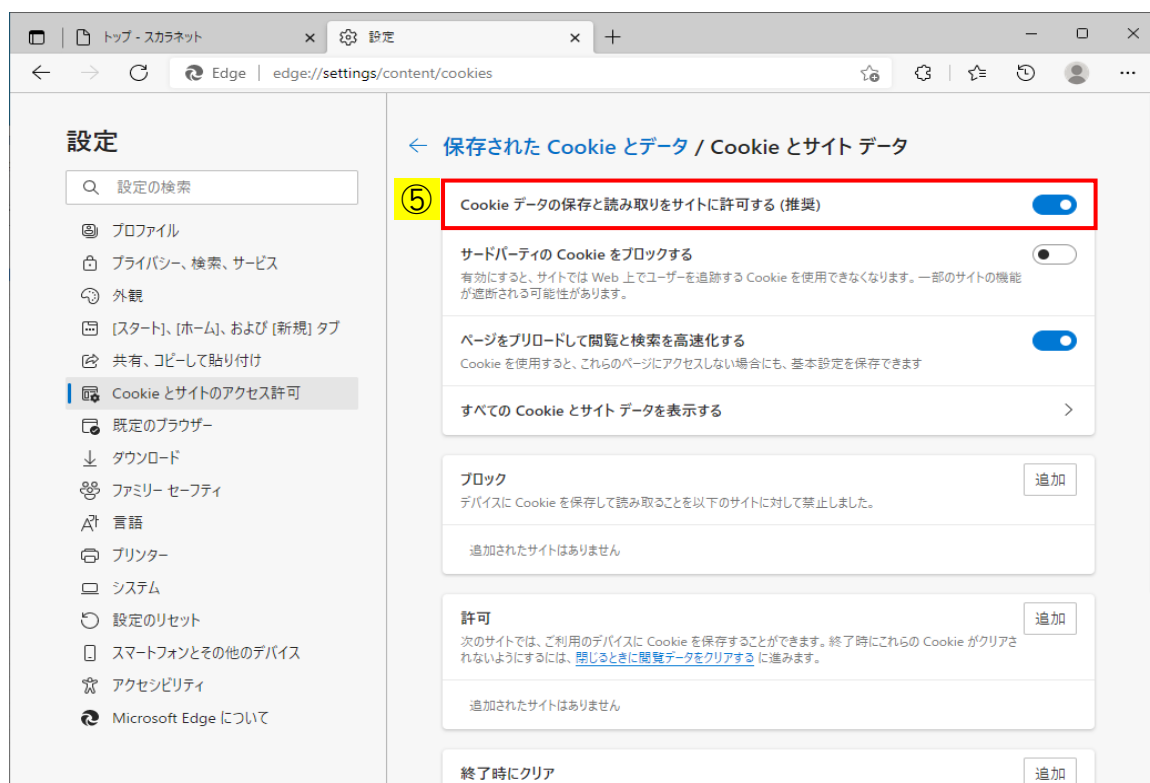 トップ - スカラネット
設定
Edge | edge://settings/content/cookies
設定
設定の検索
プロファイル
プライバシー、検索、サービス
外観
[スタート]、[ホーム]、および [新規] タブ
共有、コピーして貼り付け
Cookie とサイトのアクセス許可
既定のブラウザー
ダウンロード
ファミリー セーフティ
言語
プリンター
システム
設定のリセット
スマートフォンとその他のデバイス
アクセシビリティ
Microsoft Edge について
保存された Cookie とデータ / Cookie とサイト データ
⑤
Cookie データの保存と読み取りをサイトに許可する (推奨)
サードパーティの Cookie をブロックする
有効にすると、サイトでは Web 上でユーザーを追跡する Cookie を使用できなくなります。一部のサイトの機能
が遮断される可能性があります。
ページをプリロードして閲覧と検索を高速化する
Cookie を使用すると、これらのページにアクセスしない場合にも、基本設定を保存できます
すべての Cookie とサイト データを表示する
ブロック
追加
デバイスに Cookie を保存して読み取ることを以下のサイトに対して禁止しました。
追加されたサイトはありません
許可
追加
次のサイトでは、ご利用のデバイスに Cookie を保存することができます。終了時にこれらの Cookie がクリアさ
れないようにするには、閉じるときに閲覧データをクリアする に進みます。
追加されたサイトはありません
終了時にクリア
追加